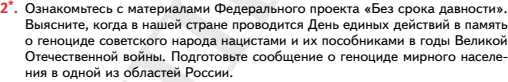 2*. Ознакомьтесь с материалами Федерального проекта «Без срока давности».
Выясните, когда в нашей стране проводится День единых действий в память
о геноциде советского народа нацистами и их пособниками в годы Великой
Отечественной войны. Подготовьте сообщение о геноциде мирного населе-
ния в одной из областей России.